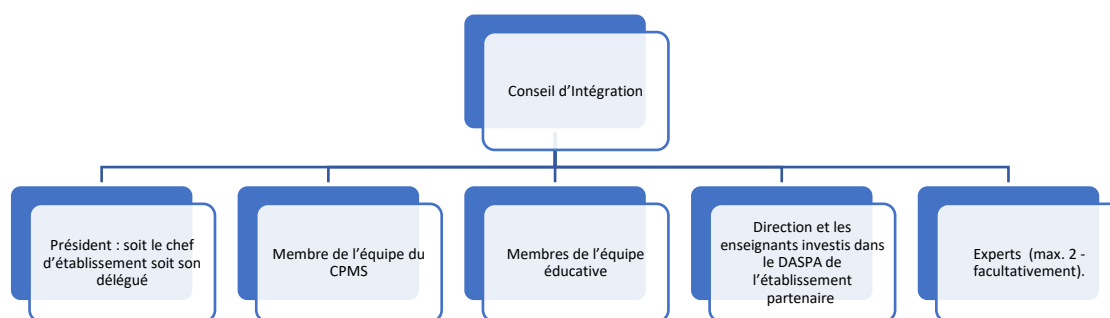 Conseil d’Intégration
Président : soit le chef
d’établissement soit son
délégué
Membre de l’équipe du
CPMS
Membres de l’équipe
éducative
Direction et les
enseignants investis dans
le DASPA de
l’établissement
partenaire
Experts (max. 2 -
facultativement).